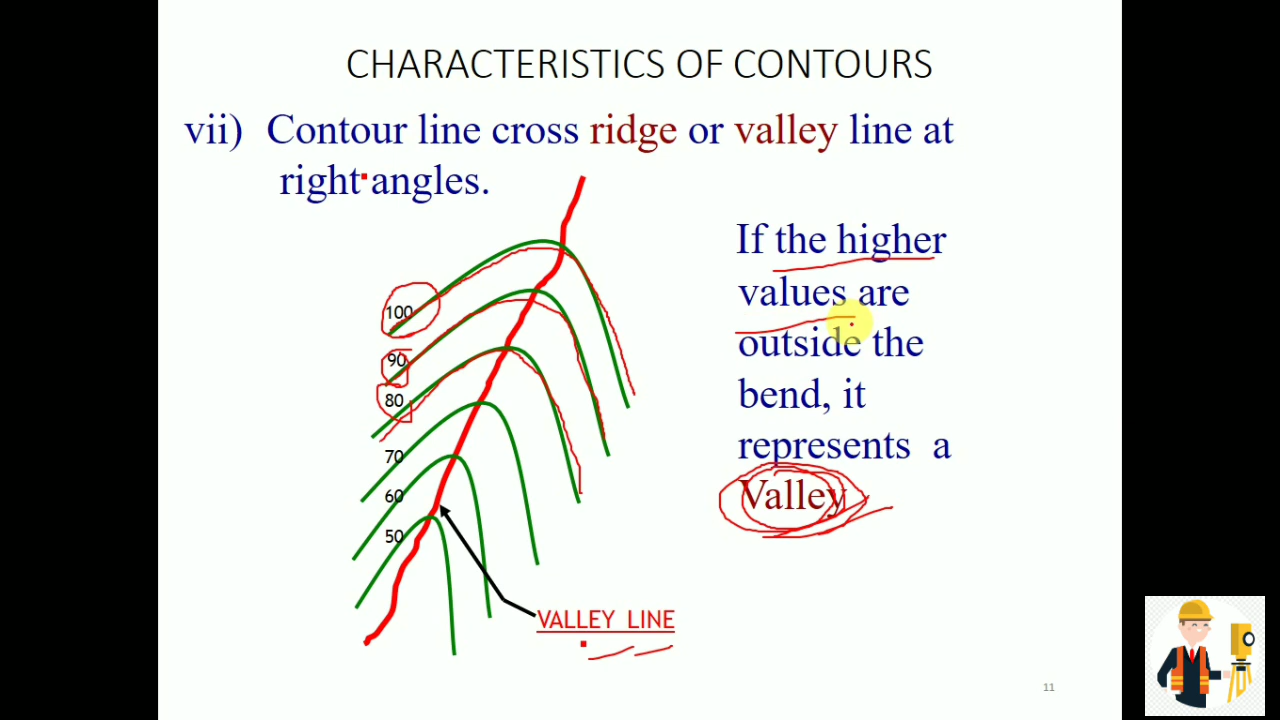 CHARACTERISTICS OF CONTOURS
vii) Contour line cross ridge or valley line at
right angles.
If the higher
values are
outside the
bend, it
represents a
Valley
100
90
80
70
60
50
VALLEY LINE
11